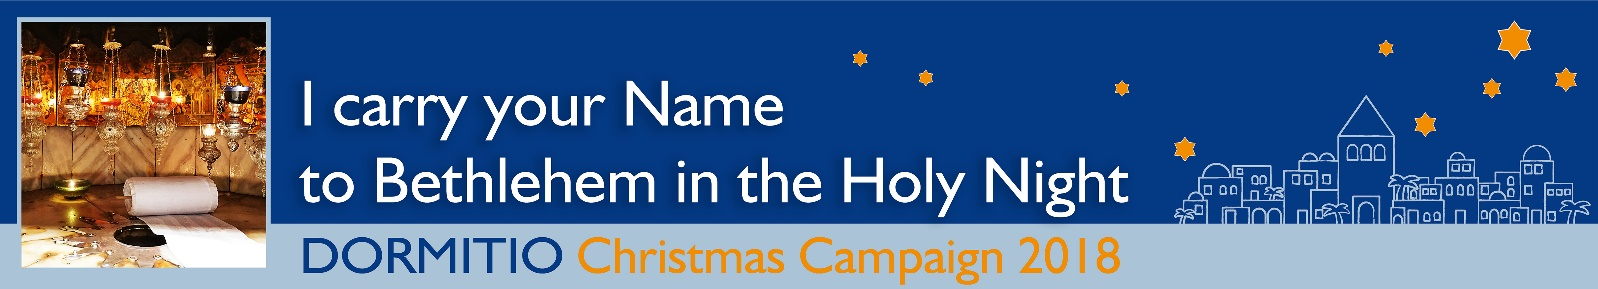 I carry your Name
to Bethlehem in the Holy Night
DORMITIO Christmas Campaign 2018